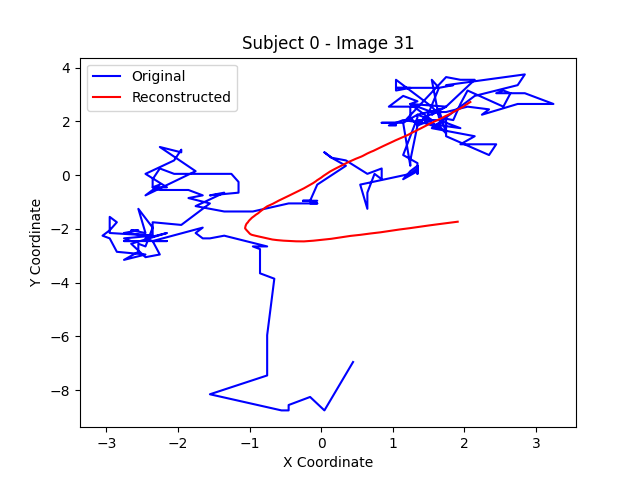 Subject 0 - Image 31
Original
Reconstructed
4
2
0
−2
−4
−6
−8
Y Coordinate
−3 −2 −1 0 1 2 3
X Coordinate